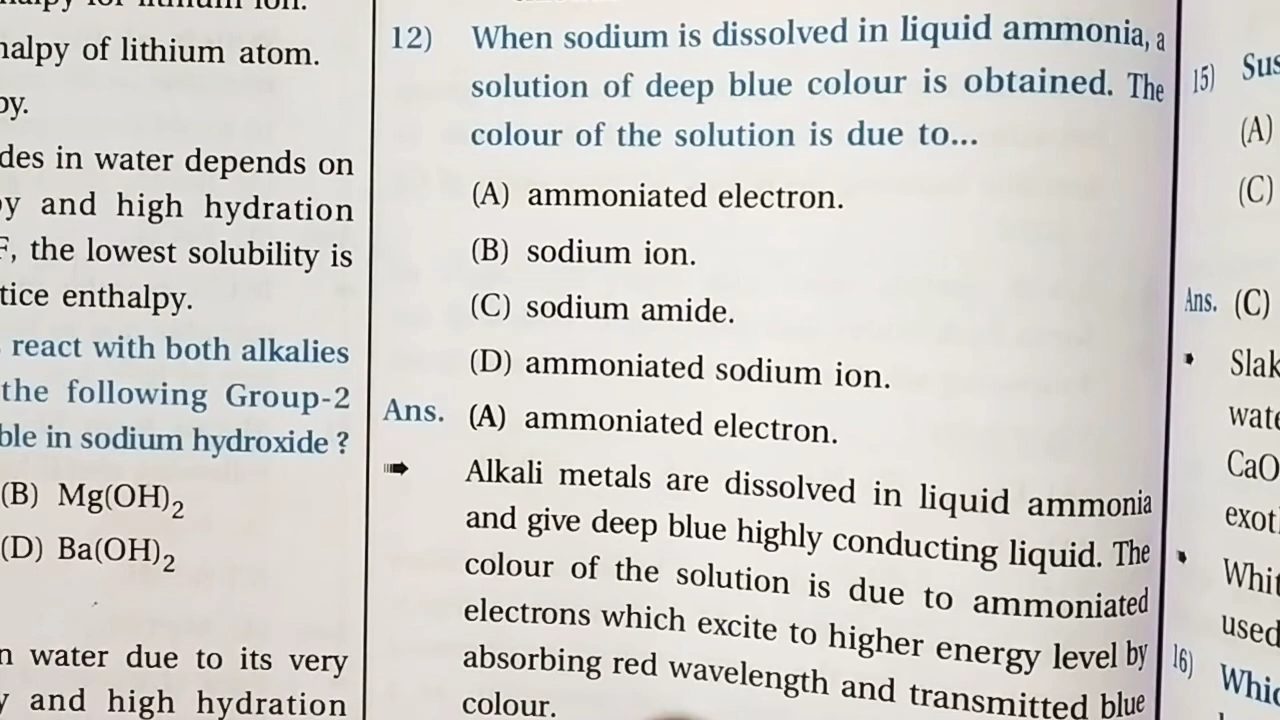 halpy of lithium atom.
des in water depends on
and high hydration
the lowest solubility is
tice enthalpy.
react with both alkalies
the following Group-2
ble in sodium hydroxide ?
(B) Mg(OH)₂
(D) Ba(OH)₂
n water due to its very
and high hydration
12) When sodium is dissolved in liquid ammonia, a
solution of deep blue colour is obtained. The
colour of the solution is due to...
(A) ammoniated electron.
(B) sodium ion.
(C) sodium amide.
(D) ammoniated sodium ion.
Ans. (A) ammoniated electron.
➠ Alkali metals are dissolved in liquid ammonia
and give deep blue highly conducting liquid. The
colour of the solution is due to ammoniated
electrons which excite to higher energy level by
absorbing red wavelength and transmitted blue
colour.
15) Sus
(A)
(C)
Ans. (C)
Slak
wate
CaO
exot
Whit
used
16) Whic